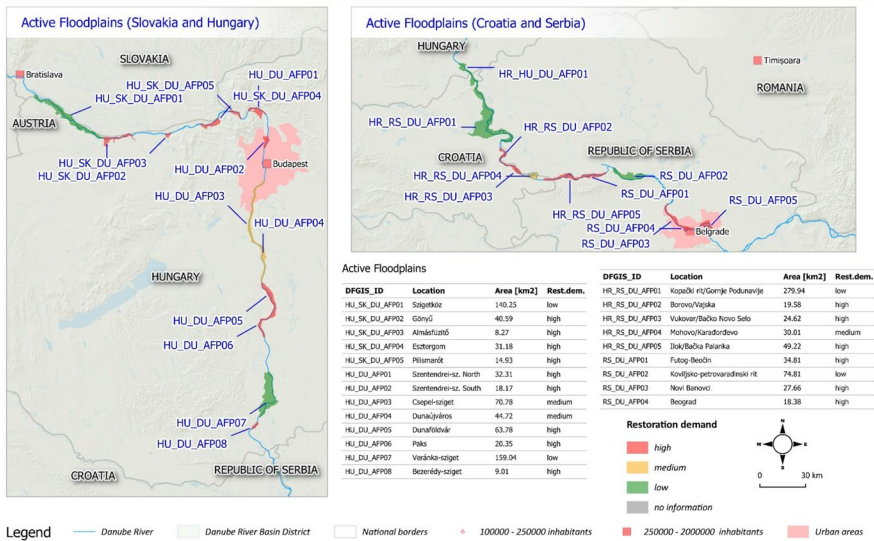 Active Floodplains (Slovakia and Hungary)
SLOVAKIA
Bratislava
HU_SK_DU_AFP05
HU_SK_DU_AFP01
HU_DU_AFP01
HU_SK_DU_AFP04
AUSTRIA
HU_SK_DU_AFP03
HU_SK_DU_AFP02
HU_DU_AFP02
Budapest
HU_DU_AFP03
HU_DU_AFP04
HUNGARY
HU_DU_AFP05
HU_DU_AFP06
HU_DU_AFP07
HU_DU_AFP08
CROATIA
REPUBLIC OF SERBIA
Active Floodplains (Croatia and Serbia)
HUNGARY
HR_HU_DU_AFP01
Timișoara
ROMANIA
HR_RS_DU_AFP01
HR_RS_DU_AFP02
CROATIA
REPUBLIC OF SERBIA
HR_RS_DU_AFP04
HR_RS_DU_AFP03
RS_DU_AFP02
RS_DU_AFP01
HR_RS_DU_AFP05
RS_DU_AFP05
RS_DU_AFP04
Belgrade
RS_DU_AFP03
Active Floodplains
DFGIS_ID Location Area [km2] Rest.dem.
HU_SK_DU_AFP01 Szigetköz 140.25 low
HU_SK_DU_AFP02 Gönyű 40.59 high
HU_SK_DU_AFP03 Almásfüzitő 8.27 high
HU_SK_DU_AFP04 Esztergom 31.18 high
HU_SK_DU_AFP05 Pilismarót 14.93 high
HU_DU_AFP01 Szentendrei-sz. North 32.31 high
HU_DU_AFP02 Szentendrei-sz. South 18.17 high
HU_DU_AFP03 Csepel-sziget 70.78 medium
HU_DU_AFP04 Dunaújváros 44.72 medium
HU_DU_AFP05 Dunaföldvár 63.78 high
HU_DU_AFP06 Paks 20.35 high
HU_DU_AFP07 Veránka-sziget 159.04 low
HU_DU_AFP08 Bezerédy-sziget 9.01 high
DFGIS_ID Location Area [km2] Rest.dem.
HR_RS_DU_AFP01 Kopački rit/Gornje Podunavlje 279.94 low
HR_RS_DU_AFP02 Borovo/Vajska 19.58 high
HR_RS_DU_AFP03 Vukovar/Bačko Novo Selo 24.62 high
HR_RS_DU_AFP04 Mohovo/Karađorđevo 30.01 medium
HR_RS_DU_AFP05 Ilok/Bačka Palanka 49.22 high
RS_DU_AFP01 Futog-Beočin 34.81 high
RS_DU_AFP02 Koviljsko-petrovaradinski rit 74.81 low
RS_DU_AFP03 Novi Banovci 27.66 high
RS_DU_AFP04 Beograd 18.38 high
Restoration demand
high
medium
low
no information
N
W E
S
0 30 km
Legend
Danube River
Danube River Basin District
National borders
100000 - 250000 inhabitants
250000 - 2000000 inhabitants
Urban areas